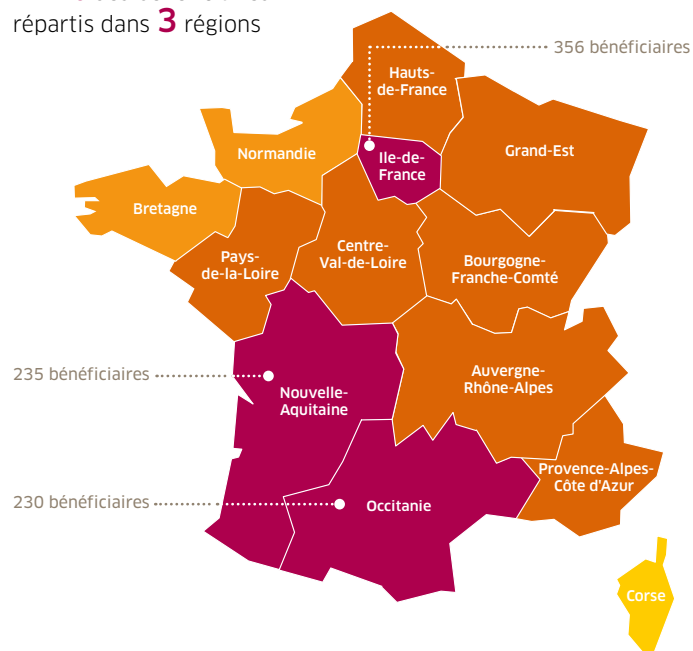 répartis dans 3 régions
356 bénéficiaires
Hauts-
de-France
Grand-Est
Normandie
Ile-de-
France
Bretagne
Pays-
de-la-Loire
Centre-
Val-de-Loire
Bourgogne-
Franche-Comté
235 bénéficiaires
Nouvelle-
Aquitaine
Auvergne-
Rhône-Alpes
Provence-Alpes-
Côte d'Azur
230 bénéficiaires
Occitanie
Corse